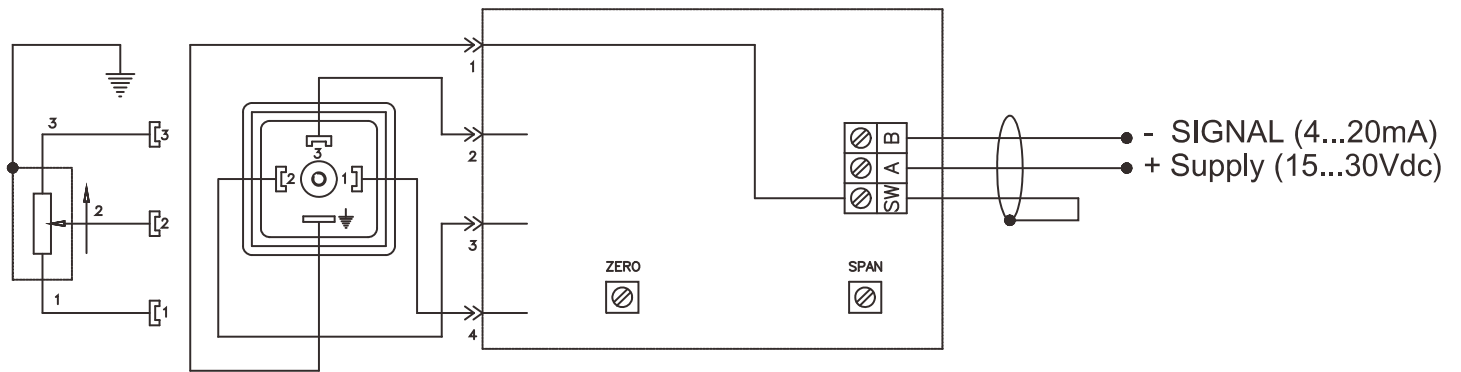 3
3
2
2
1
1
3
2
1
1
2
3
4
B
A
SW
ZERO
SPAN
- SIGNAL (4...20mA)
+ Supply (15...30Vdc)